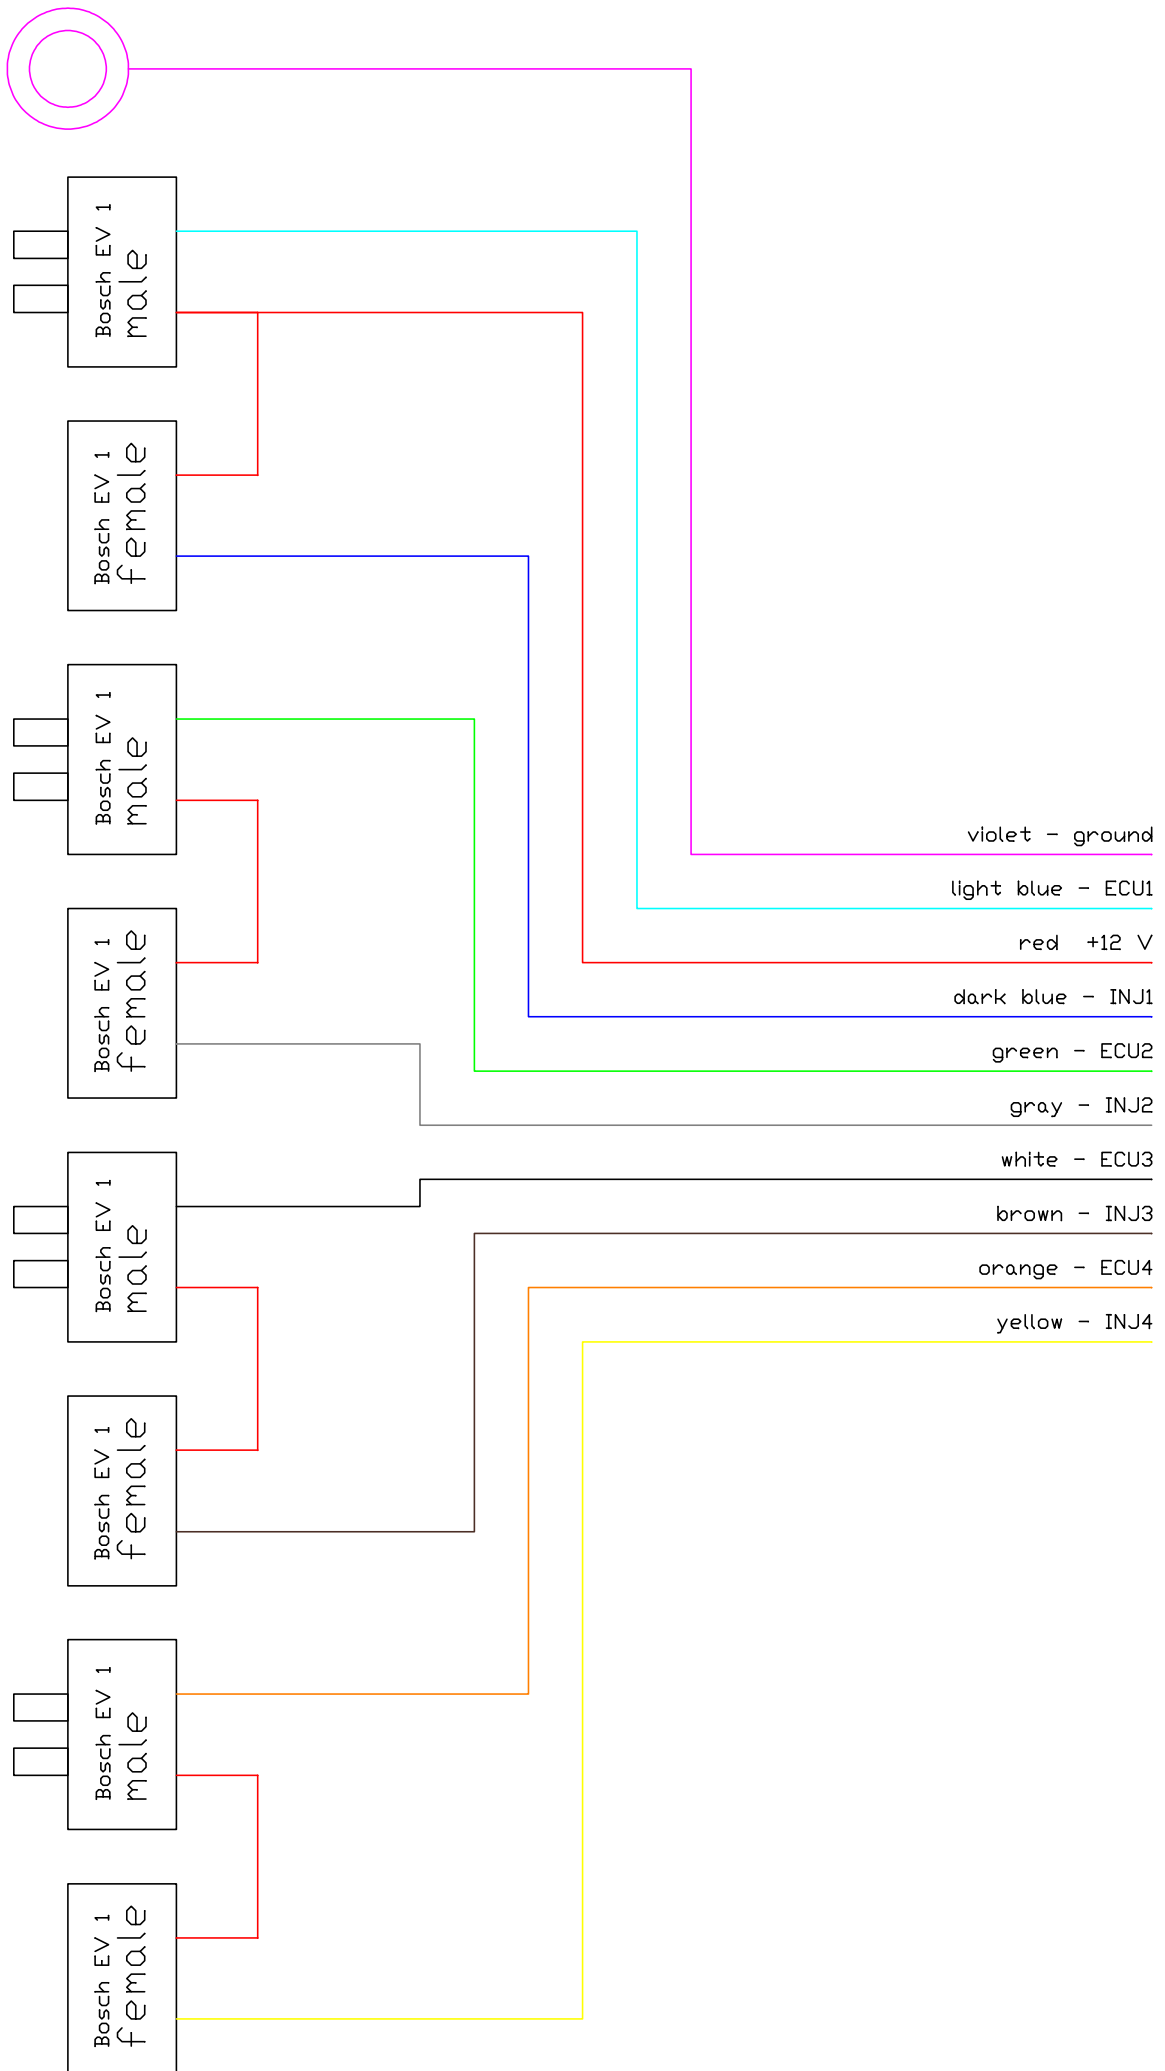 Bosch EV 1
male
Bosch EV 1
female
Bosch EV 1
male
violet - ground
light blue - ECU1
Bosch EV 1
female
red +12 V
dark blue - INJ1
green - ECU2
gray - INJ2
white - ECU3
Bosch EV 1
male
brown - INJ3
orange - ECU4
yellow - INJ4
Bosch EV 1
female
Bosch EV 1
male
Bosch EV 1
female